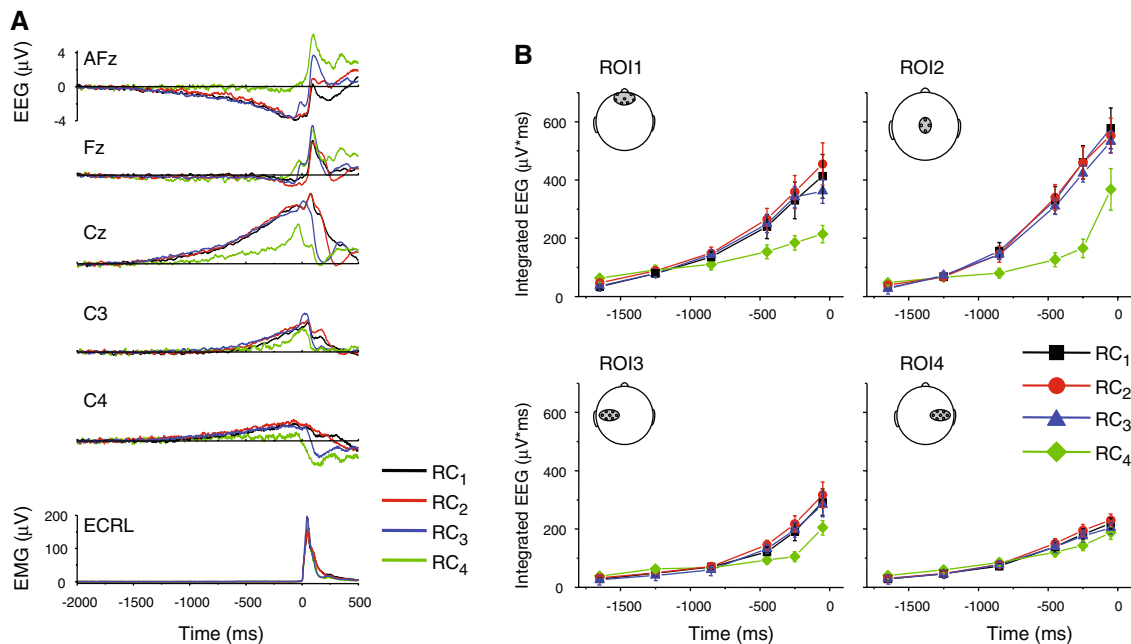 A
EEG (µV)
4
0
-4
AFz
Fz
Cz
C3
C4
EMG (µV)
200
100
0
ECRL
-2000 -1500 -1000 -500 0 500
Time (ms)
RC1
RC2
RC3
RC4
B
ROI1
ROI2
Integrated EEG (µV*ms)
600
400
200
0
-1500 -1000 -500 0
-1500 -1000 -500 0
ROI3
ROI4
Integrated EEG (µV*ms)
600
400
200
0
-1500 -1000 -500 0
-1500 -1000 -500 0
Time (ms)
Time (ms)
RC1
RC2
RC3
RC4